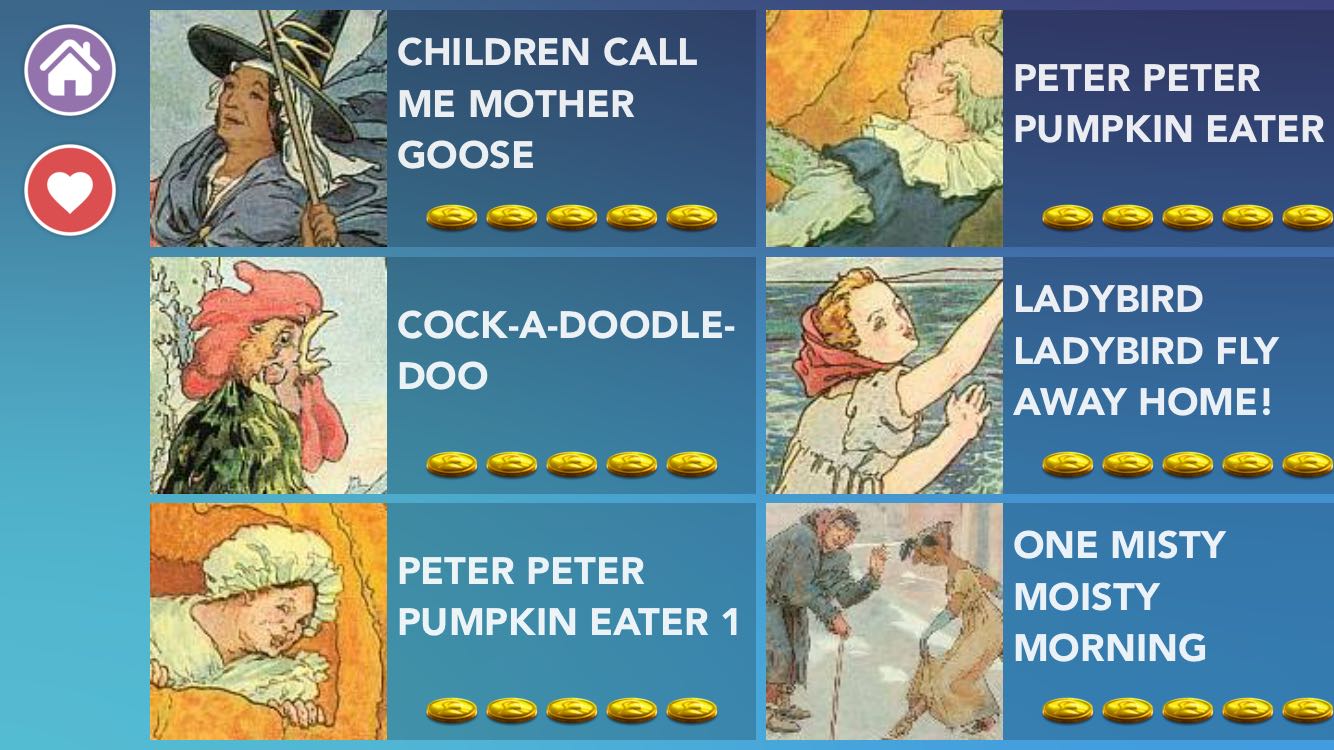 CHILDREN CALL
ME MOTHER
GOOSE
PETER PETER
PUMPKIN EATER
COCK-A-DOODLE-
DOO
LADYBIRD
LADYBIRD FLY
AWAY HOME!
PETER PETER
PUMPKIN EATER 1
ONE MISTY
MOISTY
MORNING